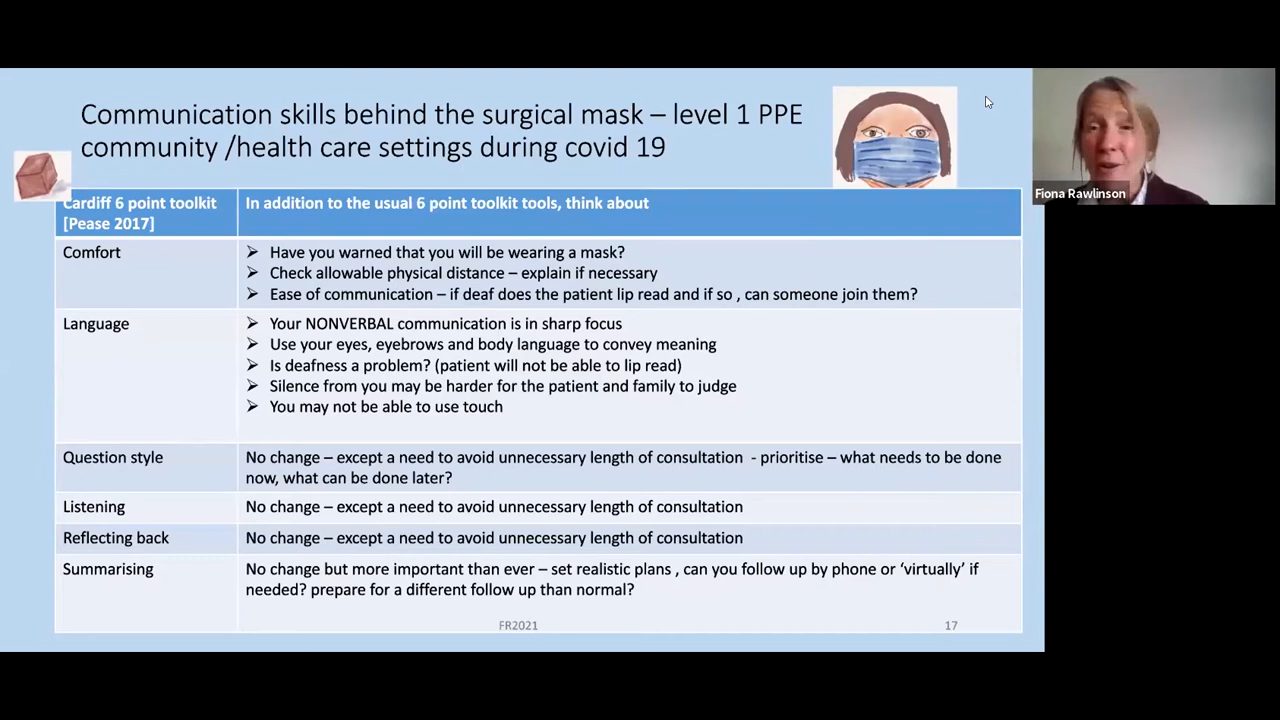 Communication skills behind the surgical mask – level 1 PPE
community /health care settings during covid 19
Fiona Rawlinson
Cardiff 6 point toolkit
[Pease 2017]
In addition to the usual 6 point toolkit tools, think about
Comfort
Have you warned that you will be wearing a mask?
Check allowable physical distance – explain if necessary
Ease of communication – if deaf does the patient lip read and if so , can someone join them?
Language
Your NONVERBAL communication is in sharp focus
Use your eyes, eyebrows and body language to convey meaning
Is deafness a problem? (patient will not be able to lip read)
Silence from you may be harder for the patient and family to judge
You may not be able to use touch
Question style
No change – except a need to avoid unnecessary length of consultation - prioritise – what needs to be done
now, what can be done later?
Listening
No change – except a need to avoid unnecessary length of consultation
Reflecting back
No change – except a need to avoid unnecessary length of consultation
Summarising
No change but more important than ever – set realistic plans , can you follow up by phone or ‘virtually’ if
needed? prepare for a different follow up than normal?
FR2021
17